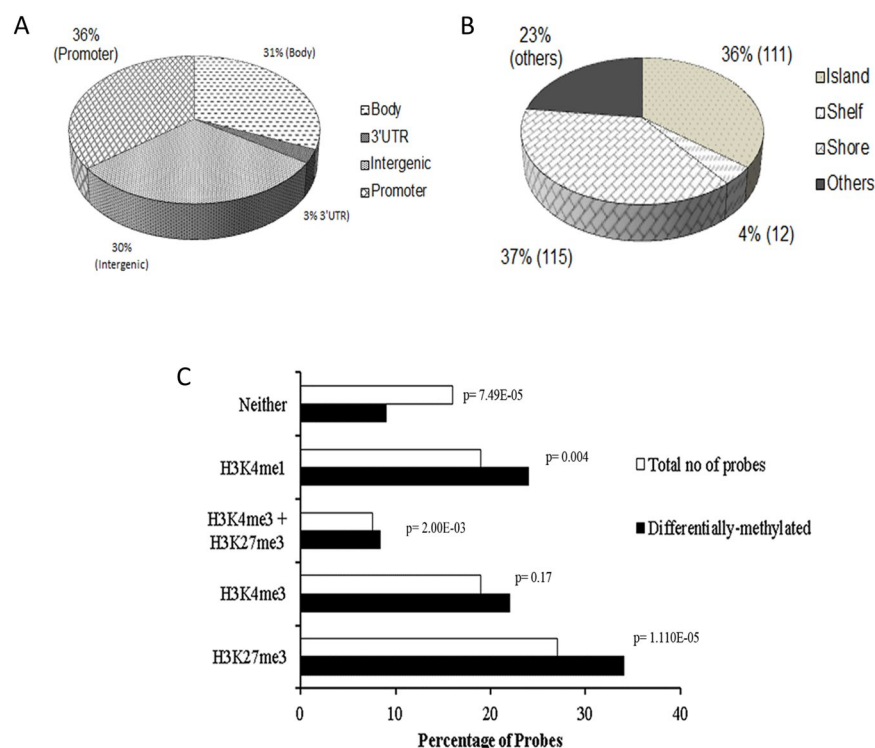 A
36%
(Promoter)
31% (Body)
3% 3'UTR)
30%
(Intergenic)
Body
3'UTR
Intergenic
Promoter
B
23%
(others)
36% (111)
4% (12)
37% (115)
Island
Shelf
Shore
Others
C
Neither
p= 7.49E-05
H3K4me1
p= 0.004
H3K4me3 +
H3K27me3
p= 2.00E-03
H3K4me3
p= 0.17
H3K27me3
p= 1.110E-05
Total no of probes
Differentially-methylated
0 10 20 30 40
Percentage of Probes